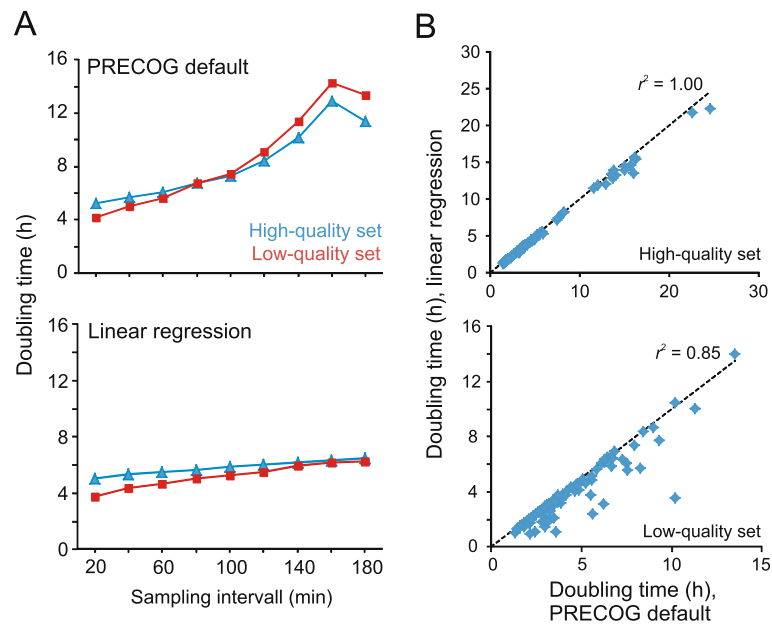 A
PRECOG default
16
12
8
4
0
High-quality set
Low-quality set
Doubling time (h)
Linear regression
16
12
8
4
0
20
60
100
140
180
Sampling intervall (min)
B
30
25
20
15
10
5
0
r² = 1.00
High-quality set
0
10
20
30
Doubling time (h), linear regression
16
12
8
4
0
r² = 0.85
Low-quality set
0
5
10
15
Doubling time (h),
PRECOG default